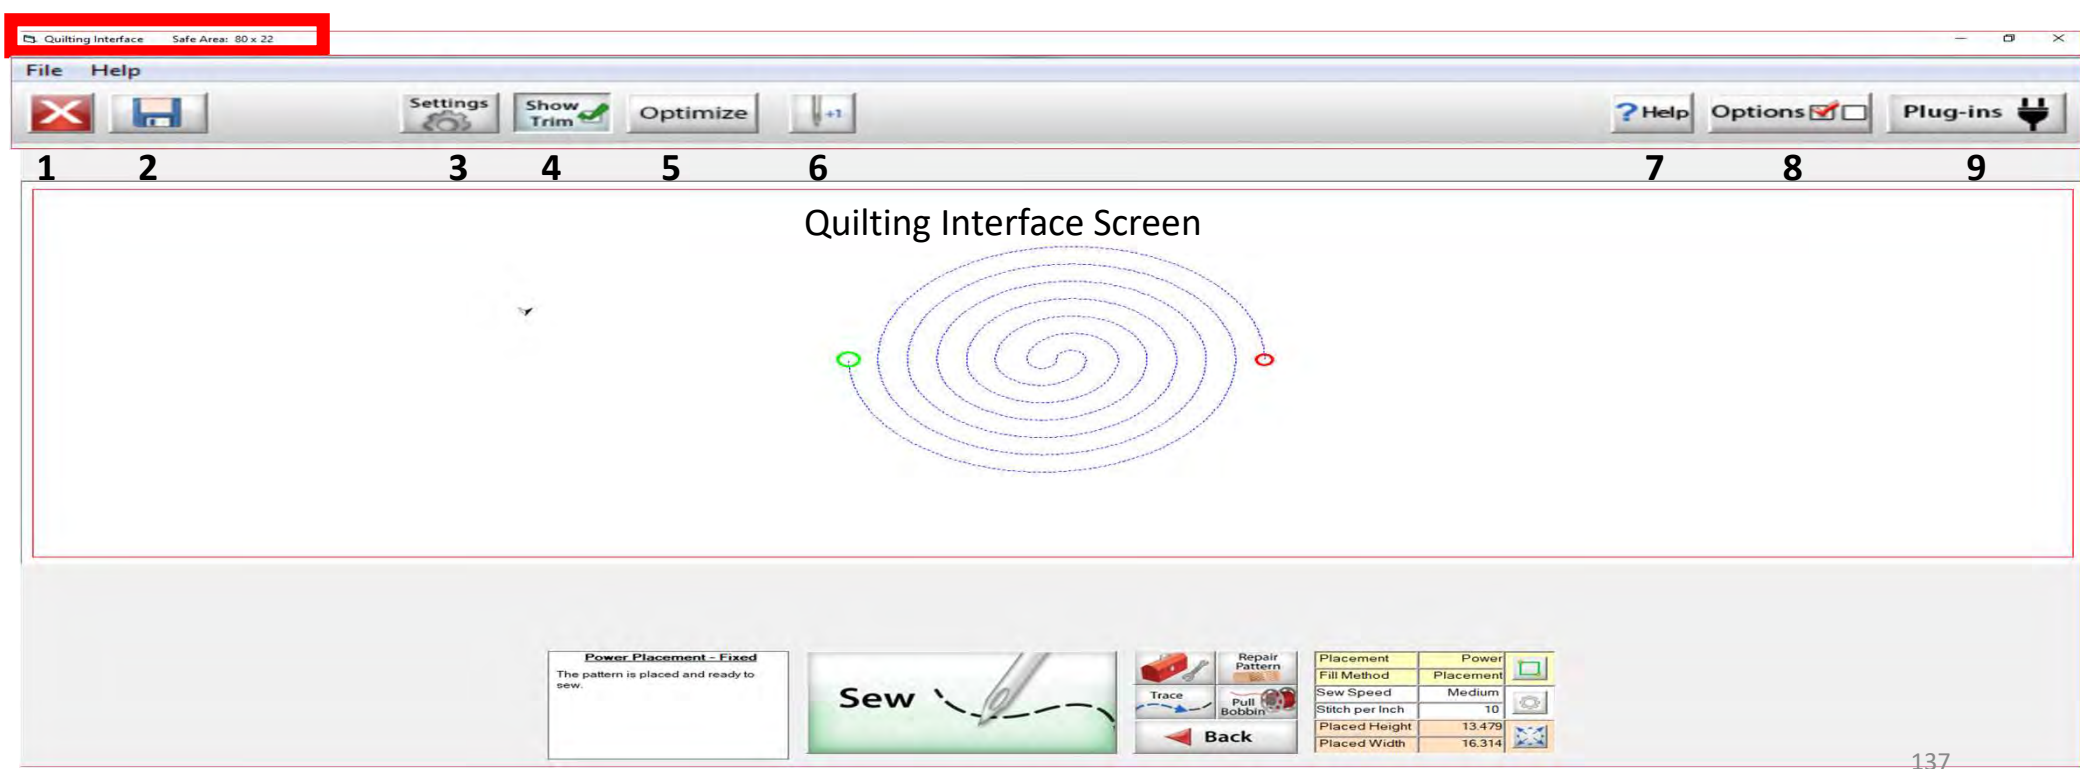 Quilting Interface Safe Area: 80 x 22
File Help
Settings
Show
Trim
Optimize
+1
? Help
Options
Plug-ins
1 2 3 4 5 6 7 8 9
Quilting Interface Screen
Power Placement - Fixed
The pattern is placed and ready to
sew.
Sew
Repair
Pattern
Trace
Pull
Bobbin
Back
Placement Power
Fill Method Placement
Sew Speed Medium
Stitch per Inch 10
Placed Height 13.479
Placed Width 16.314
137